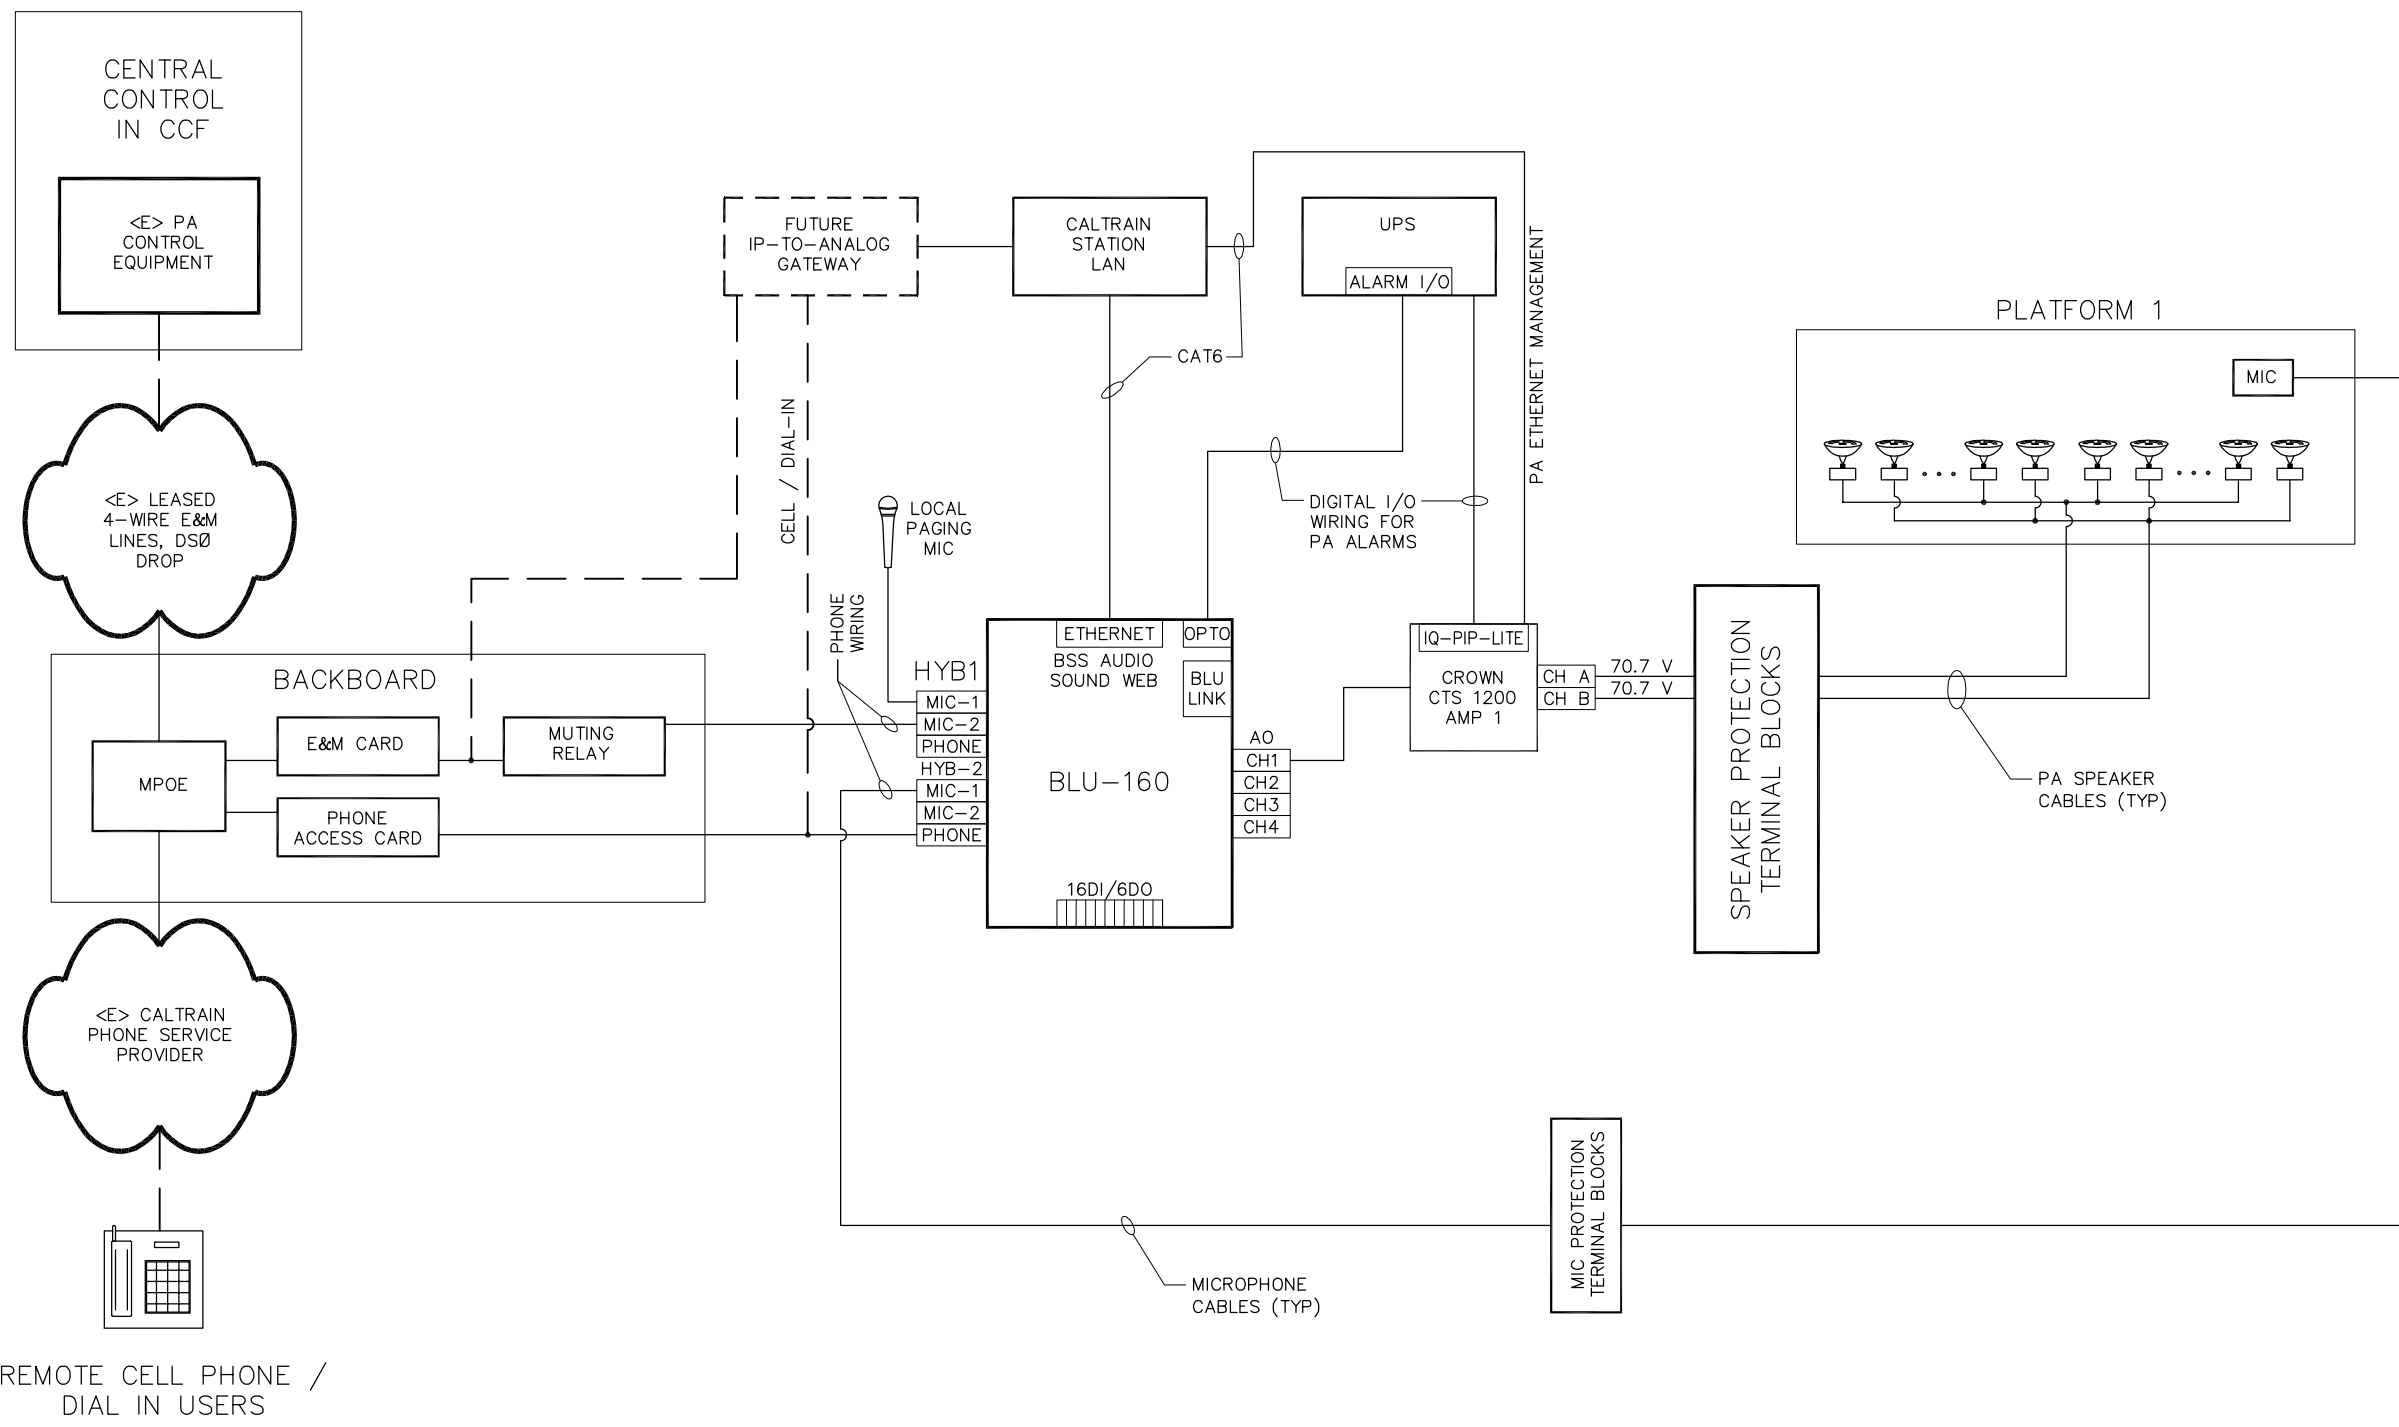 CENTRAL
CONTROL
IN CCF
<E> PA
CONTROL
EQUIPMENT
<E> LEASED
4-WIRE E&M
LINES, DSØ
DROP
BACKBOARD
MPOE
E&M CARD
MUTING
RELAY
PHONE
ACCESS CARD
<E> CALTRAIN
PHONE SERVICE
PROVIDER
REMOTE CELL PHONE /
DIAL IN USERS
FUTURE
IP-TO-ANALOG
GATEWAY
CELL / DIAL-IN
CALTRAIN
STATION
LAN
CAT6
UPS
ALARM I/O
PA ETHERNET MANAGEMENT
DIGITAL I/O
WIRING FOR
PA ALARMS
LOCAL
PAGING
MIC
PHONE
WIRING
HYB1
MIC-1
MIC-2
PHONE
HYB-2
MIC-1
MIC-2
PHONE
ETHERNET
OPTO
BSS AUDIO
SOUND WEB
BLU
LINK
BLU-160
16DI/6DO
AO
CH1
CH2
CH3
CH4
IQ-PIP-LITE
CROWN
CTS 1200
AMP 1
CH A
CH B
70.7 V
70.7 V
SPEAKER PROTECTION
TERMINAL BLOCKS
PLATFORM 1
MIC
PA SPEAKER
CABLES (TYP)
MIC PROTECTION
TERMINAL BLOCKS
MICROPHONE
CABLES (TYP)